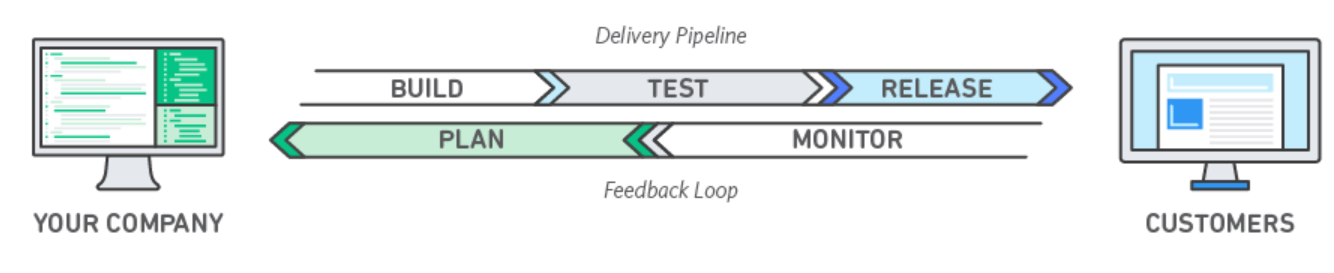 Delivery Pipeline
BUILD
TEST
RELEASE
PLAN
MONITOR
Feedback Loop
YOUR COMPANY
CUSTOMERS